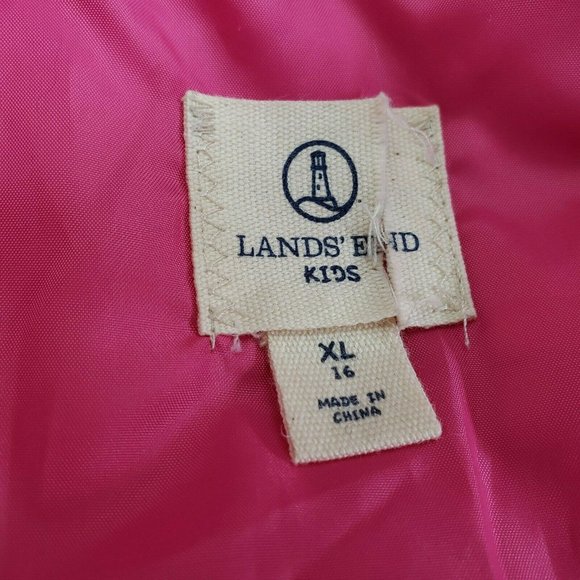 LANDS' END
KIDS
XL
16
MADE IN
CHINA